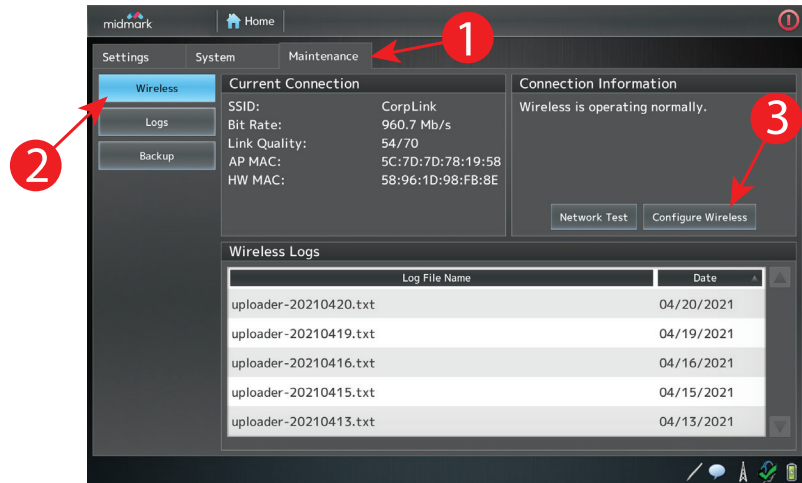 midmark Home
1
Settings System Maintenance
Wireless
Logs
Backup
2
Current Connection
SSID: CorpLink
Bit Rate: 960.7 Mb/s
Link Quality: 54/70
AP MAC: 5C:7D:7D:78:19:58
HW MAC: 58:96:1D:98:FB:8E
Connection Information
Wireless is operating normally.
3
Network Test Configure Wireless
Wireless Logs
Log File Name Date
uploader-20210420.txt 04/20/2021
uploader-20210419.txt 04/19/2021
uploader-20210416.txt 04/16/2021
uploader-20210415.txt 04/15/2021
uploader-20210413.txt 04/13/2021